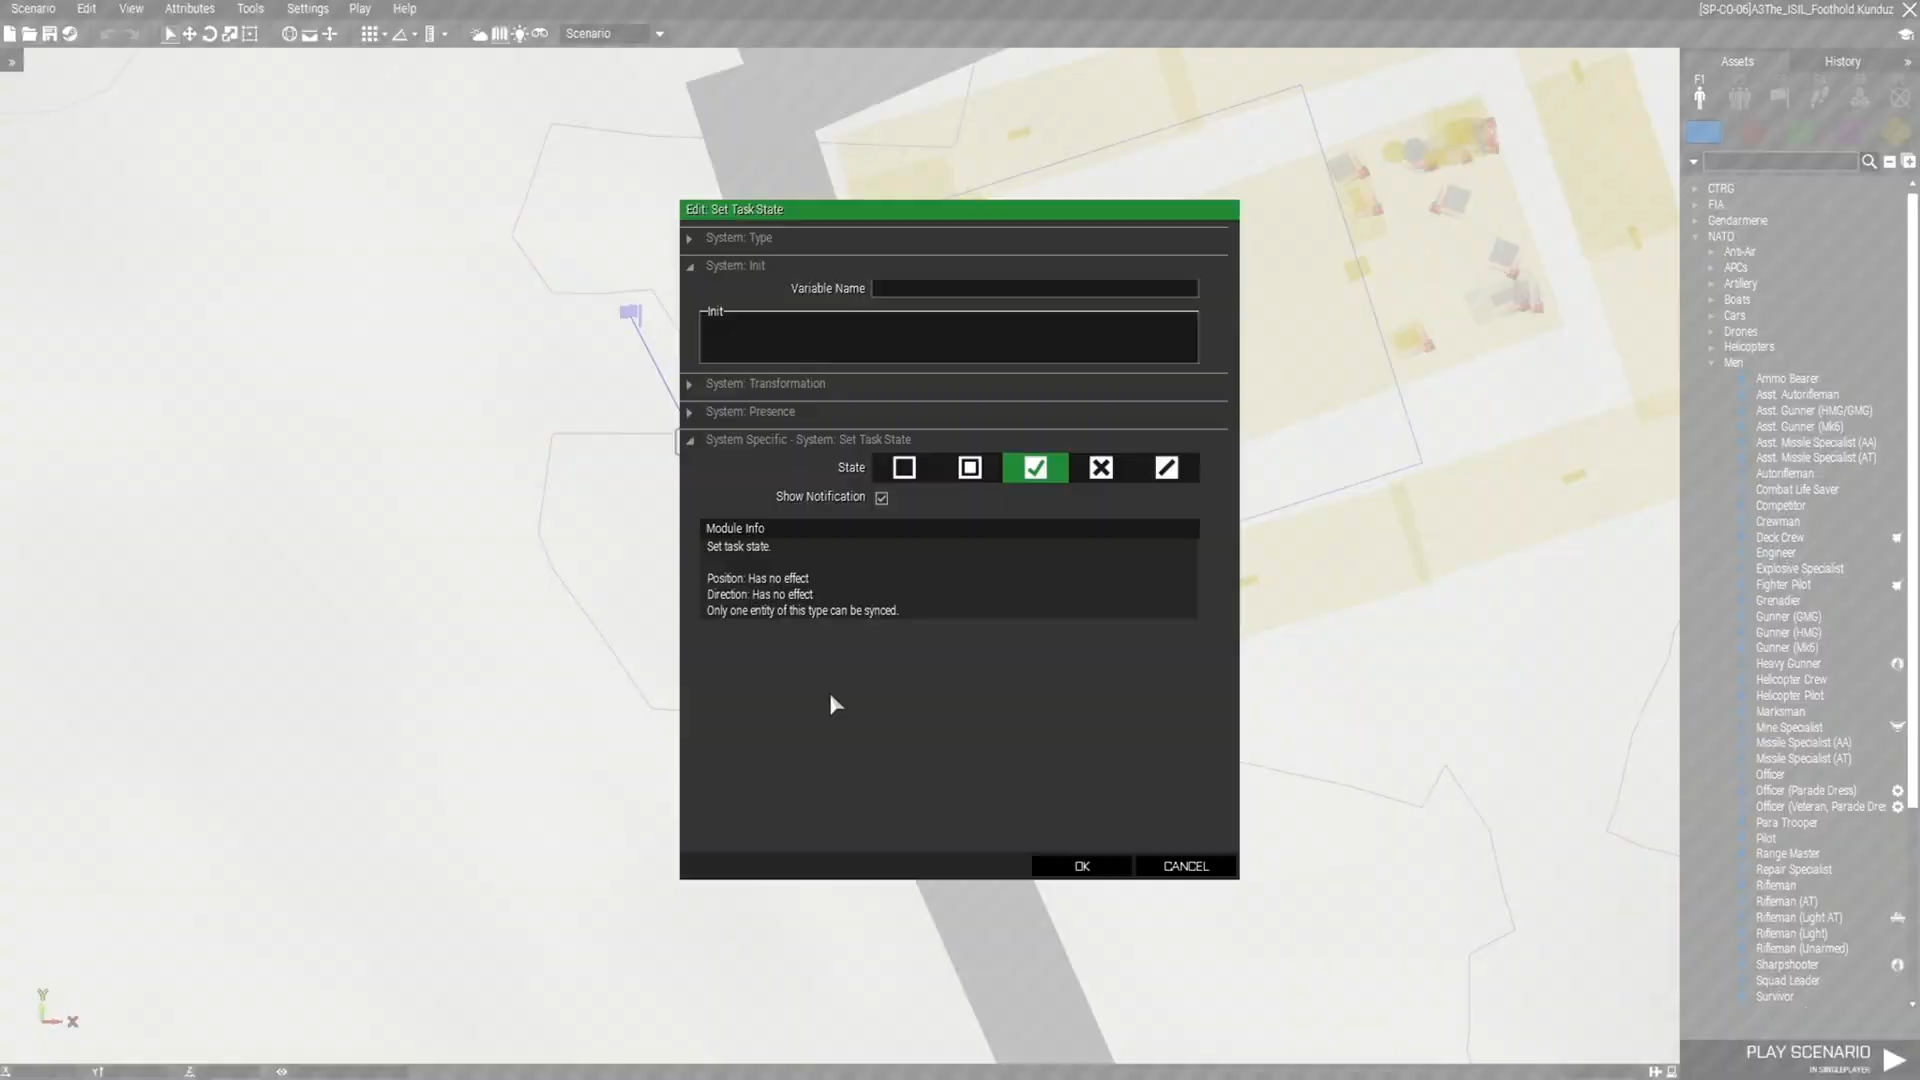 Scenario Edit View Attributes Tools Settings Play Help
[SP-CO-06]A3The_ISIL_Foothold Kunduz
Scenario
Assets History
F1
Edit: Set Task State
System: Type
System: Init
Variable Name
Init
System: Transformation
System: Presence
System Specific - System: Set Task State
State
Show Notification
Module Info
Set task state.
Position: Has no effect
Direction: Has no effect
Only one entity of this type can be synced.
OK CANCEL
CTRG
FIA
Gendarmerie
NATO
Anti-Air
APCs
Artillery
Boats
Cars
Drones
Helicopters
Men
Ammo Bearer
Asst. Autorifleman
Asst. Gunner (HMG/GMG)
Asst. Gunner (Mk6)
Asst. Missile Specialist (AA)
Asst. Missile Specialist (AT)
Autorifleman
Combat Life Saver
Competitor
Crewman
Deck Crew
Engineer
Explosive Specialist
Fighter Pilot
Grenadier
Gunner (GMG)
Gunner (HMG)
Gunner (Mk6)
Heavy Gunner
Helicopter Crew
Helicopter Pilot
Marksman
Mine Specialist
Missile Specialist (AA)
Missile Specialist (AT)
Officer
Officer (Parade Dress)
Officer (Veteran, Parade Dre
Para Trooper
Pilot
Range Master
Repair Specialist
Rifleman
Rifleman (AT)
Rifleman (Light AT)
Rifleman (Light)
Rifleman (Unarmed)
Sharpshooter
Squad Leader
Survivor
Y
X
PLAY SCENARIO
IN SINGLEPLAYER